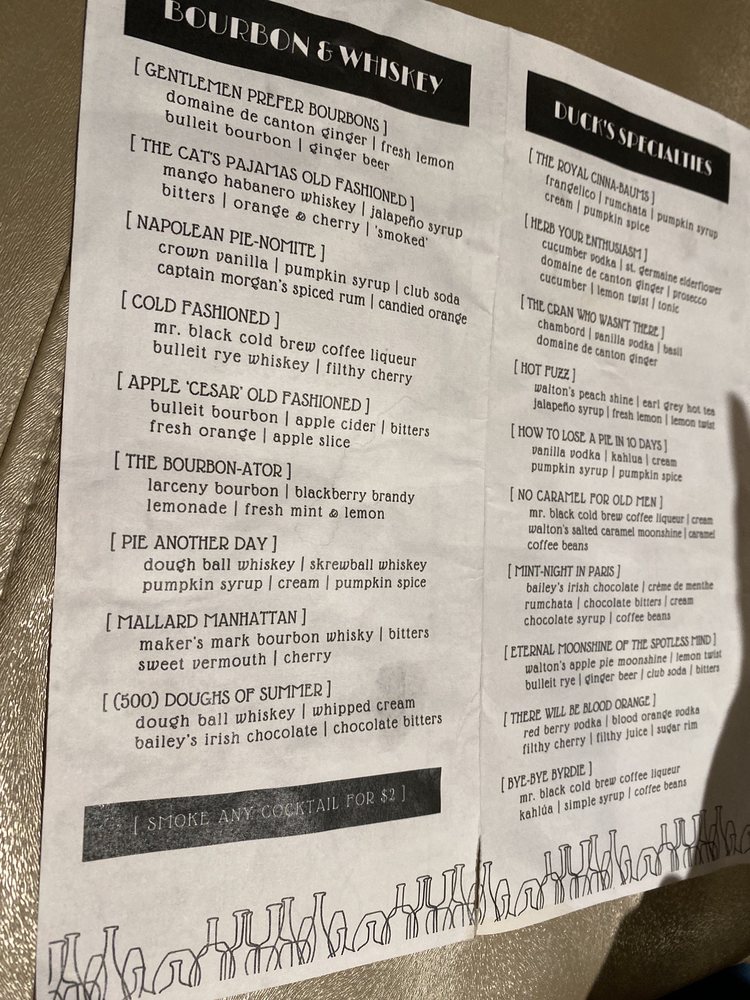 BOURBON & WHISKEY
[ GENTLEMEN PREFER BOURBONS ]
domaine de canton ginger | fresh lemon
bulleit bourbon | ginger beer
[ THE CAT'S PAJAMAS OLD FASHIONED ]
mango habanero whiskey | jalapeño syrup
bitters | orange & cherry | 'smoked'
[ NAPOLEAN PIE-NOMITE ]
crown vanilla | pumpkin syrup | club soda
captain morgan's spiced rum | candied orange
[ COLD FASHIONED ]
mr. black cold brew coffee liqueur
bulleit rye whiskey | filthy cherry
[ APPLE 'CESAR' OLD FASHIONED ]
bulleit bourbon | apple cider | bitters
fresh orange | apple slice
[ THE BOURBON-ATOR ]
larceny bourbon | blackberry brandy
lemonade | fresh mint & lemon
[ PIE ANOTHER DAY ]
dough ball whiskey | skrewball whiskey
pumpkin syrup | cream | pumpkin spice
[ MALLARD MANHATTAN ]
maker's mark bourbon whisky | bitters
sweet vermouth | cherry
[ (500) DOUGHS OF SUMMER ]
dough ball whiskey | whipped cream
bailey's irish chocolate | chocolate bitters
[ SMOKE ANY COCKTAIL FOR $2 ]
DUCK'S SPECIALTIES
[ THE ROYAL CINNA-BAUMS ]
frangelico | rumchata | pumpkin syrup
cream | pumpkin spice
[ HERB YOUR ENTHUSIASM ]
cucumber vodka | st. germaine elderflower
domaine de canton ginger | prosecco
cucumber | lemon twist | tonic
[ THE CRAN WHO WASN'T THERE ]
chambord | vanilla vodka | basil
domaine de canton ginger
[ HOT FUZZ ]
walton's peach shine | earl grey hot tea
jalapeño syrup | fresh lemon | lemon twist
[ HOW TO LOSE A PIE IN 10 DAYS ]
vanilla vodka | kahlua | cream
pumpkin syrup | pumpkin spice
[ NO CARAMEL FOR OLD MEN ]
mr. black cold brew coffee liqueur | cream
walton's salted caramel moonshine | caramel
coffee beans
[ MINT-NIGHT IN PARIS ]
bailey's irish chocolate | crème de menthe
rumchata | chocolate bitters | cream
chocolate syrup | coffee beans
[ ETERNAL MOONSHINE OF THE SPOTLESS MIND ]
walton's apple pie moonshine | lemon twist
bulleit rye | ginger beer | club soda | bitters
[ THERE WILL BE BLOOD ORANGE ]
red berry vodka | blood orange vodka
filthy cherry | filthy juice | sugar rim
[ BYE-BYE BYRDIE ]
mr. black cold brew coffee liqueur
kahlúa | simple syrup | coffee beans